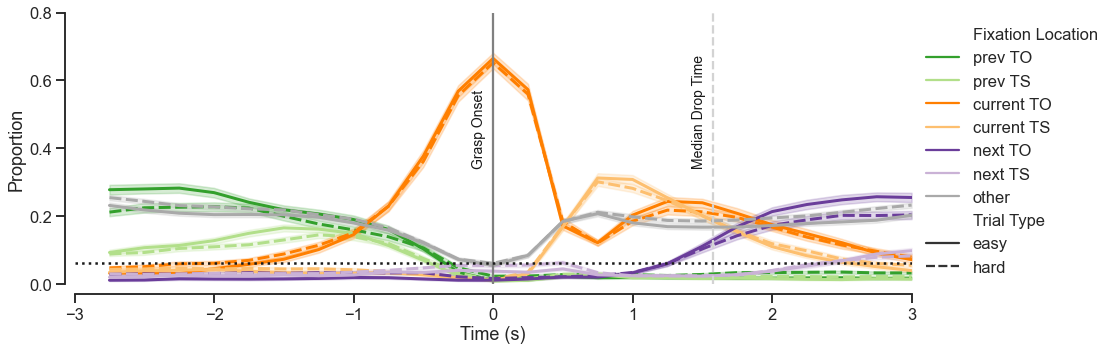 0.8
0.6
0.4
0.2
0.0
Proportion
Grasp Onset
Median Drop Time
−3
−2
−1
0
1
2
3
Time (s)
Fixation Location
prev TO
prev TS
current TO
current TS
next TO
next TS
other
Trial Type
easy
hard